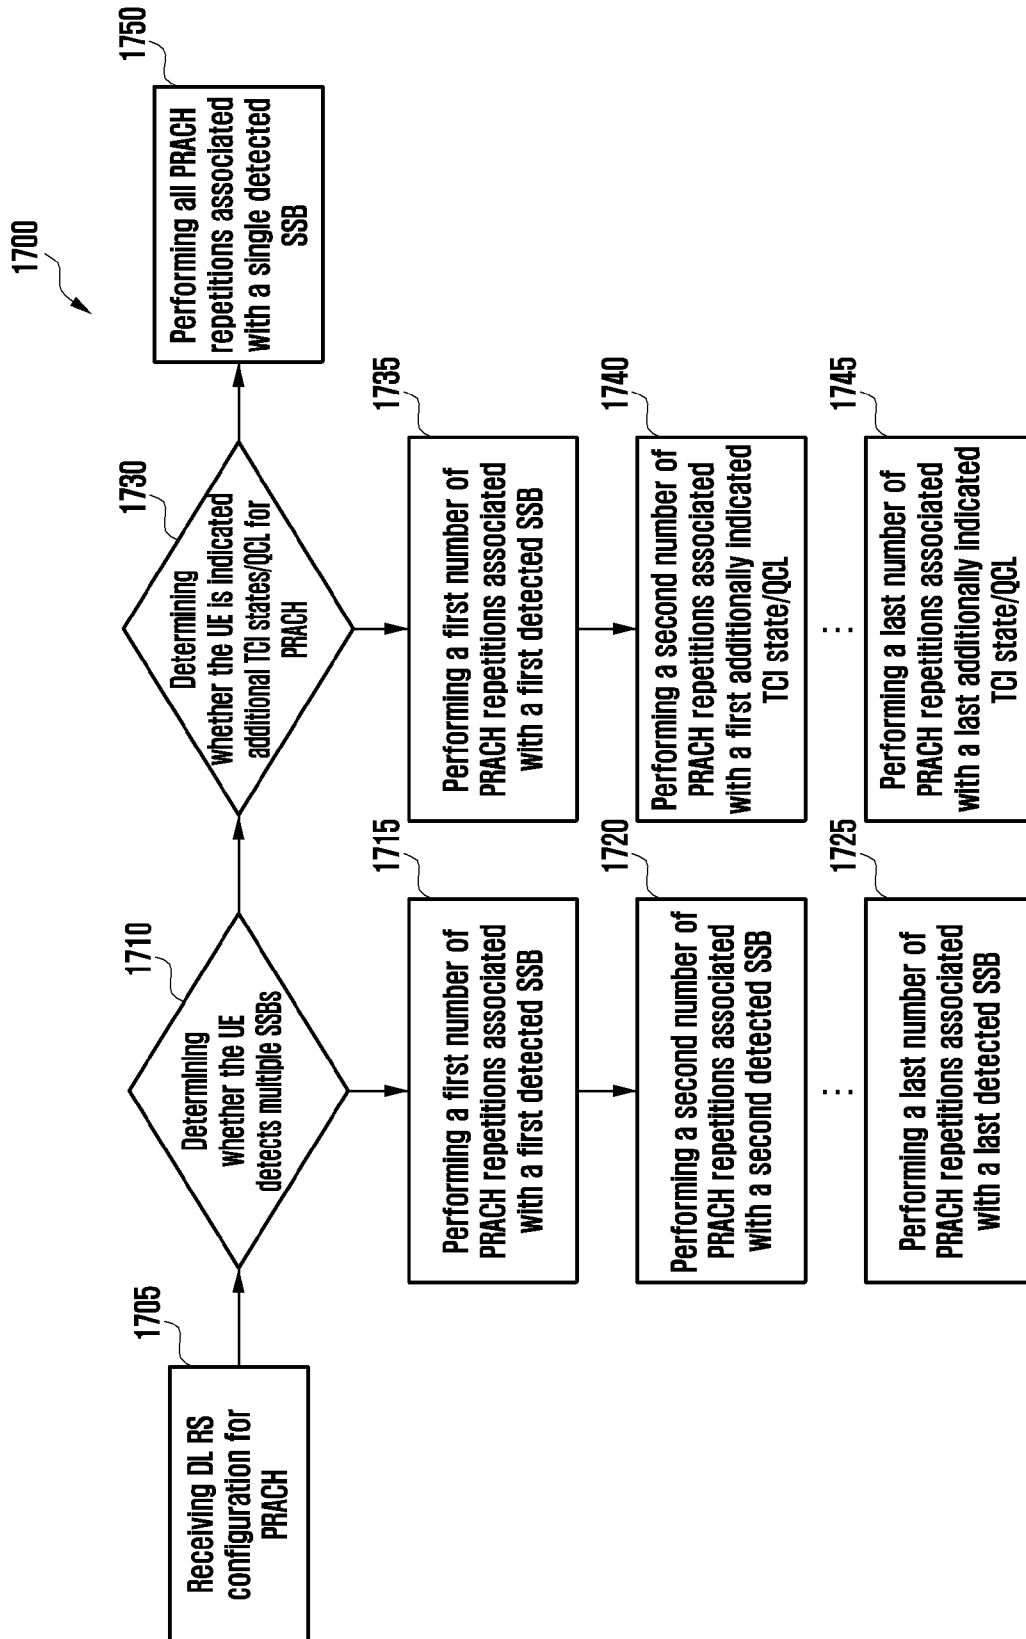 1700
1705
Receiving DL RS
configuration for
PRACH
1710
Determining
whether the UE
detects multiple SSBs
1715
Performing a first number of
PRACH repetitions associated
with a first detected SSB
1720
Performing a second number of
PRACH repetitions associated
with a second detected SSB
...
1725
Performing a last number of
PRACH repetitions associated
with a last detected SSB
1730
Determining
whether the UE is indicated
additional TCI states/QCL for
PRACH
1735
Performing a first number of
PRACH repetitions associated
with a first detected SSB
1740
Performing a second number of
PRACH repetitions associated
with a first additionally indicated
TCI state/QCL
...
1745
Performing a last number of
PRACH repetitions associated
with a last additionally indicated
TCI state/QCL
1750
Performing all PRACH
repetitions associated
with a single detected
SSB